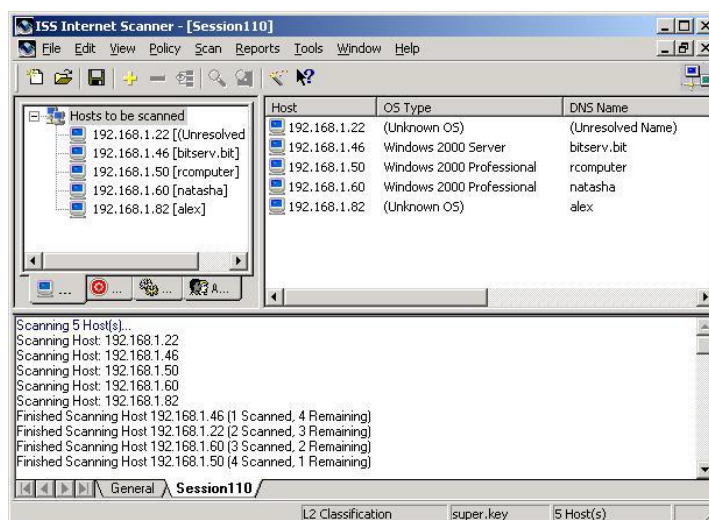 ISS Internet Scanner - [Session110]
File Edit View Policy Scan Reports Tools Window Help
Hosts to be scanned
192.168.1.22 [(Unresolved
192.168.1.46 [bitserv.bit]
192.168.1.50 [rcomputer]
192.168.1.60 [natasha]
192.168.1.82 [alex]
... ... ... A...
Host OS Type DNS Name
192.168.1.22 (Unknown OS) (Unresolved Name)
192.168.1.46 Windows 2000 Server bitserv.bit
192.168.1.50 Windows 2000 Professional rcomputer
192.168.1.60 Windows 2000 Professional natasha
192.168.1.82 (Unknown OS) alex
Scanning 5 Host(s)...
Scanning Host: 192.168.1.22
Scanning Host: 192.168.1.46
Scanning Host: 192.168.1.50
Scanning Host: 192.168.1.60
Scanning Host: 192.168.1.82
Finished Scanning Host 192.168.1.46 (1 Scanned, 4 Remaining)
Finished Scanning Host 192.168.1.22 (2 Scanned, 3 Remaining)
Finished Scanning Host 192.168.1.60 (3 Scanned, 2 Remaining)
Finished Scanning Host 192.168.1.50 (4 Scanned, 1 Remaining)
General Session110
L2 Classification super.key 5 Host(s)